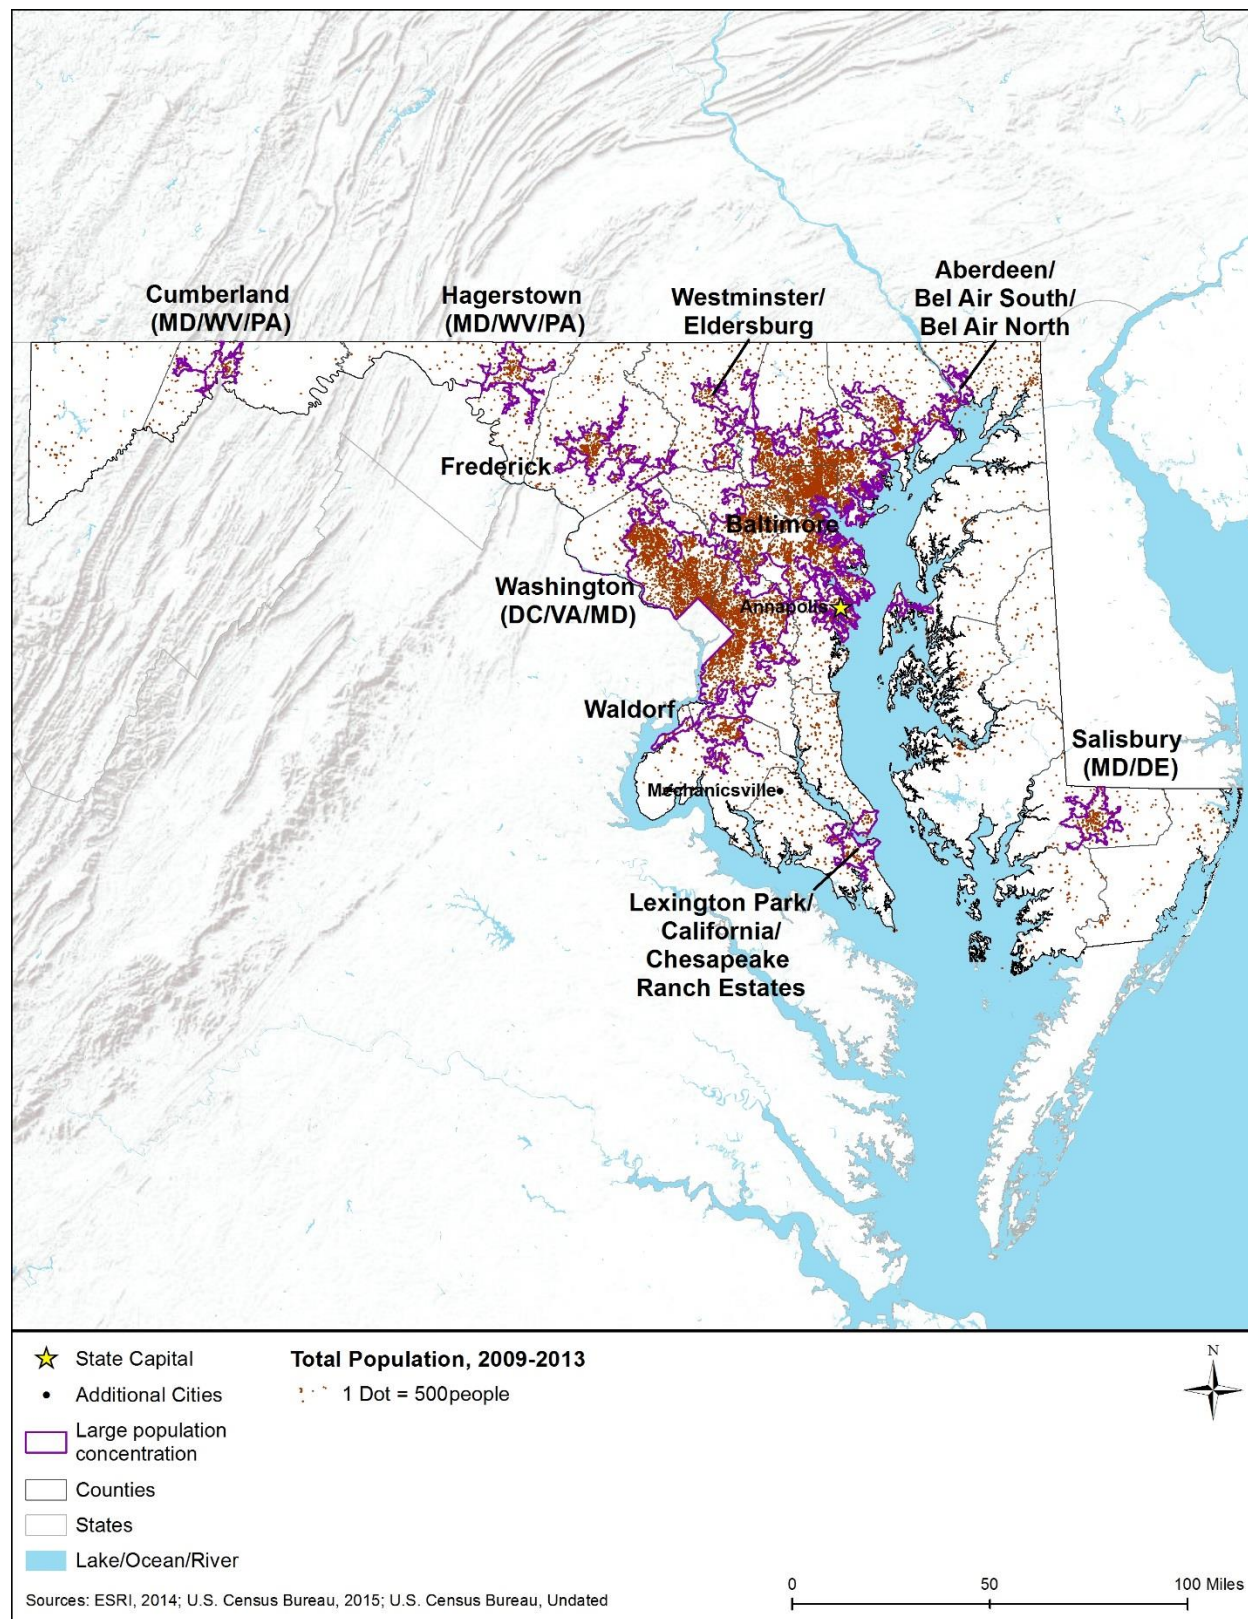 Aberdeen/
Bel Air South/
Bel Air North
Cumberland
(MD/WV/PA)
Hagerstown
(MD/WV/PA)
Westminster/
Eldersburg
Frederick
Baltimore
Washington
(DC/VA/MD)
Annapolis
Waldorf
Salisbury
(MD/DE)
Mechanicsville
Lexington Park/
California/
Chesapeake
Ranch Estates
State Capital
Additional Cities
Large population
concentration
Counties
States
Lake/Ocean/River
Total Population, 2009-2013
1 Dot = 500people
N
0 50 100 Miles
Sources: ESRI, 2014; U.S. Census Bureau, 2015; U.S. Census Bureau, Undated